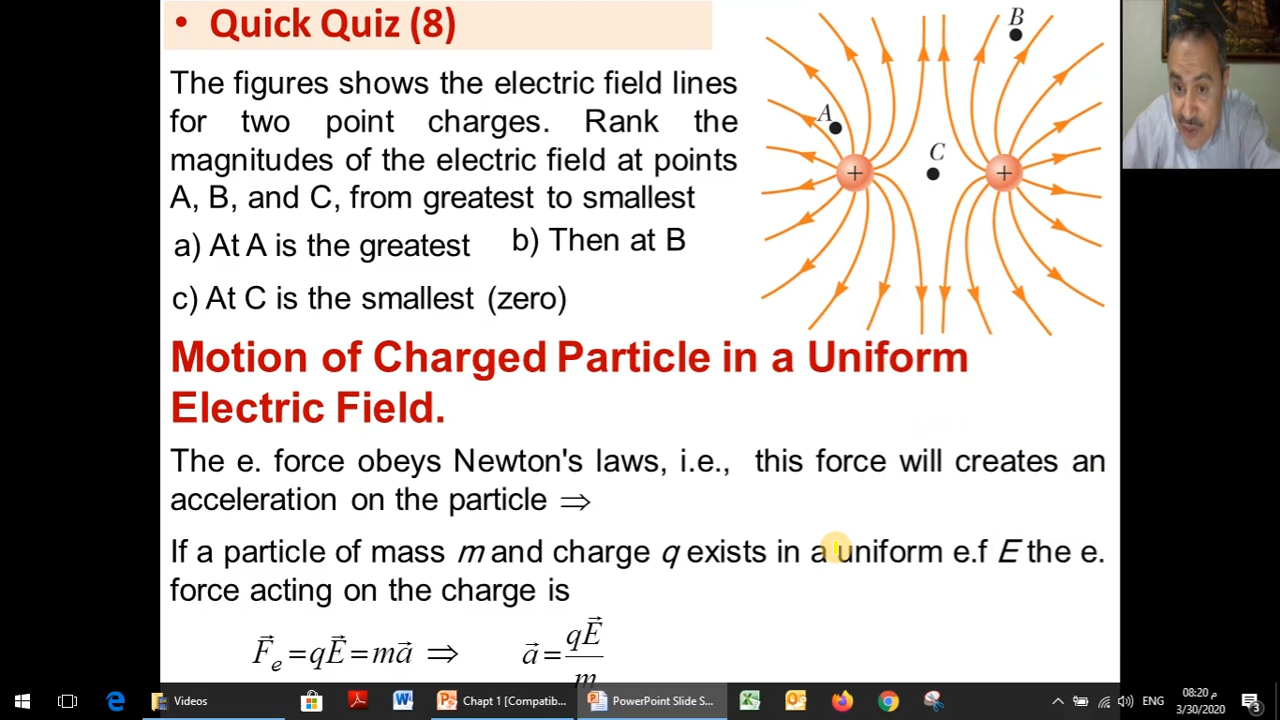 • Quick Quiz (8)
The figures shows the electric field lines
for two point charges. Rank the
magnitudes of the electric field at points
A, B, and C, from greatest to smallest
a) At A is the greatest
b) Then at B
c) At C is the smallest (zero)
A
B
C
+
+
Motion of Charged Particle in a Uniform
Electric Field.
The e. force obeys Newton's laws, i.e., this force will creates an
acceleration on the particle ⇒
If a particle of mass m and charge q exists in a uniform e.f E the e.
force acting on the charge is
F⃗e = qE⃗ = ma⃗ ⇒ a⃗ = qE⃗/m
Videos
Chapt 1 [Compatib...
PowerPoint Slide S...
ENG
08:20 م
3/30/2020
3